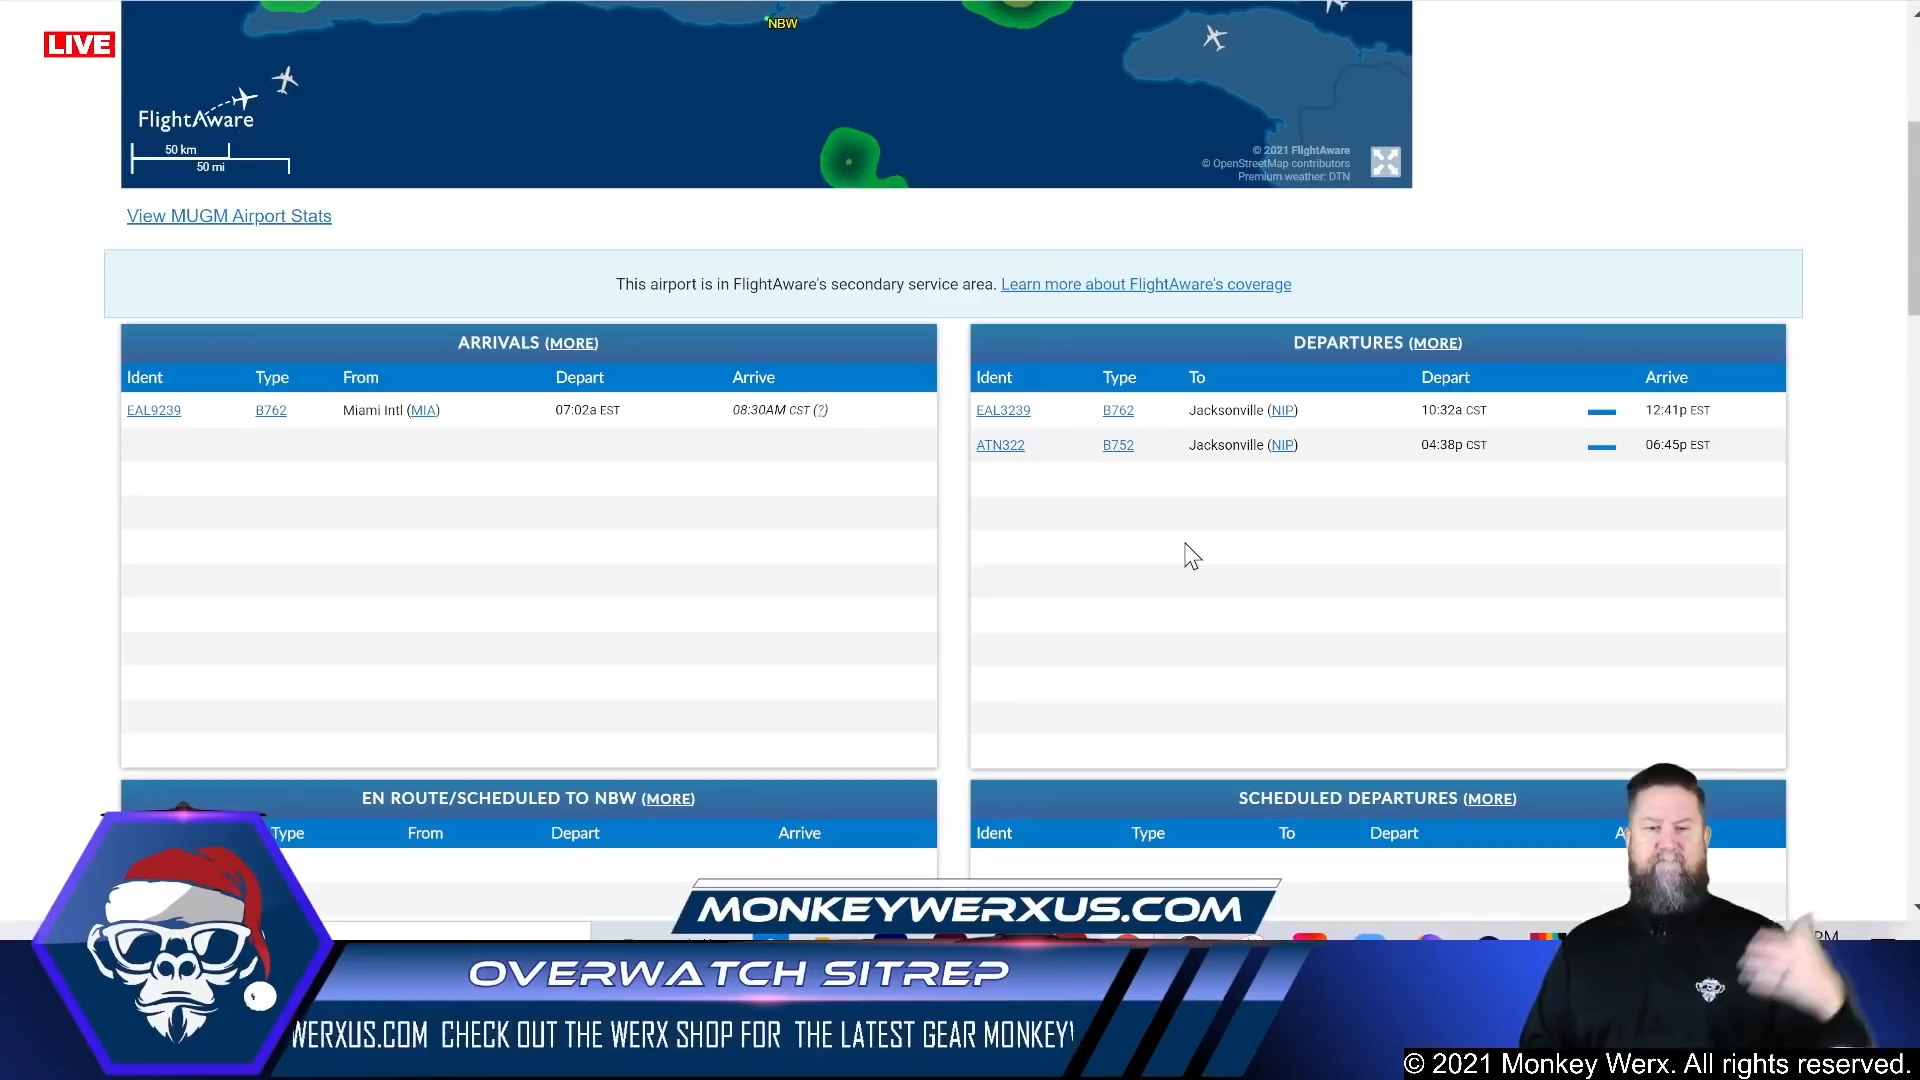 LIVE
NBW
FlightAware
50 km
50 mi
© 2021 FlightAware
© OpenStreetMap contributors
Premium weather: DTN
View MUGM Airport Stats
This airport is in FlightAware's secondary service area. Learn more about FlightAware's coverage
ARRIVALS (MORE)
Ident Type From Depart Arrive
EAL9239 B762 Miami Intl (MIA) 07:02a EST 08:30AM CST (?)
DEPARTURES (MORE)
Ident Type To Depart Arrive
EAL3239 B762 Jacksonville (NIP) 10:32a CST 12:41p EST
ATN322 B752 Jacksonville (NIP) 04:38p CST 06:45p EST
EN ROUTE/SCHEDULED TO NBW (MORE)
Type From Depart Arrive
SCHEDULED DEPARTURES (MORE)
Ident Type To Depart
MONKEYWERXUS.COM
OVERWATCH SITREP
WERXUS.COM CHECK OUT THE WERX SHOP FOR THE LATEST GEAR MONKEY
© 2021 Monkey Werx. All rights reserved.